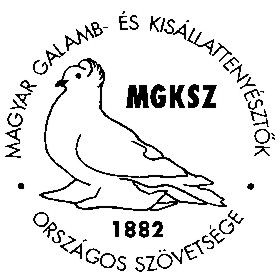 MAGYAR GALAMB- ÉS KISÁLLATTENYÉSZTŐK
MGKSZ
1882
• ORSZÁGOS SZÖVETSÉGE •